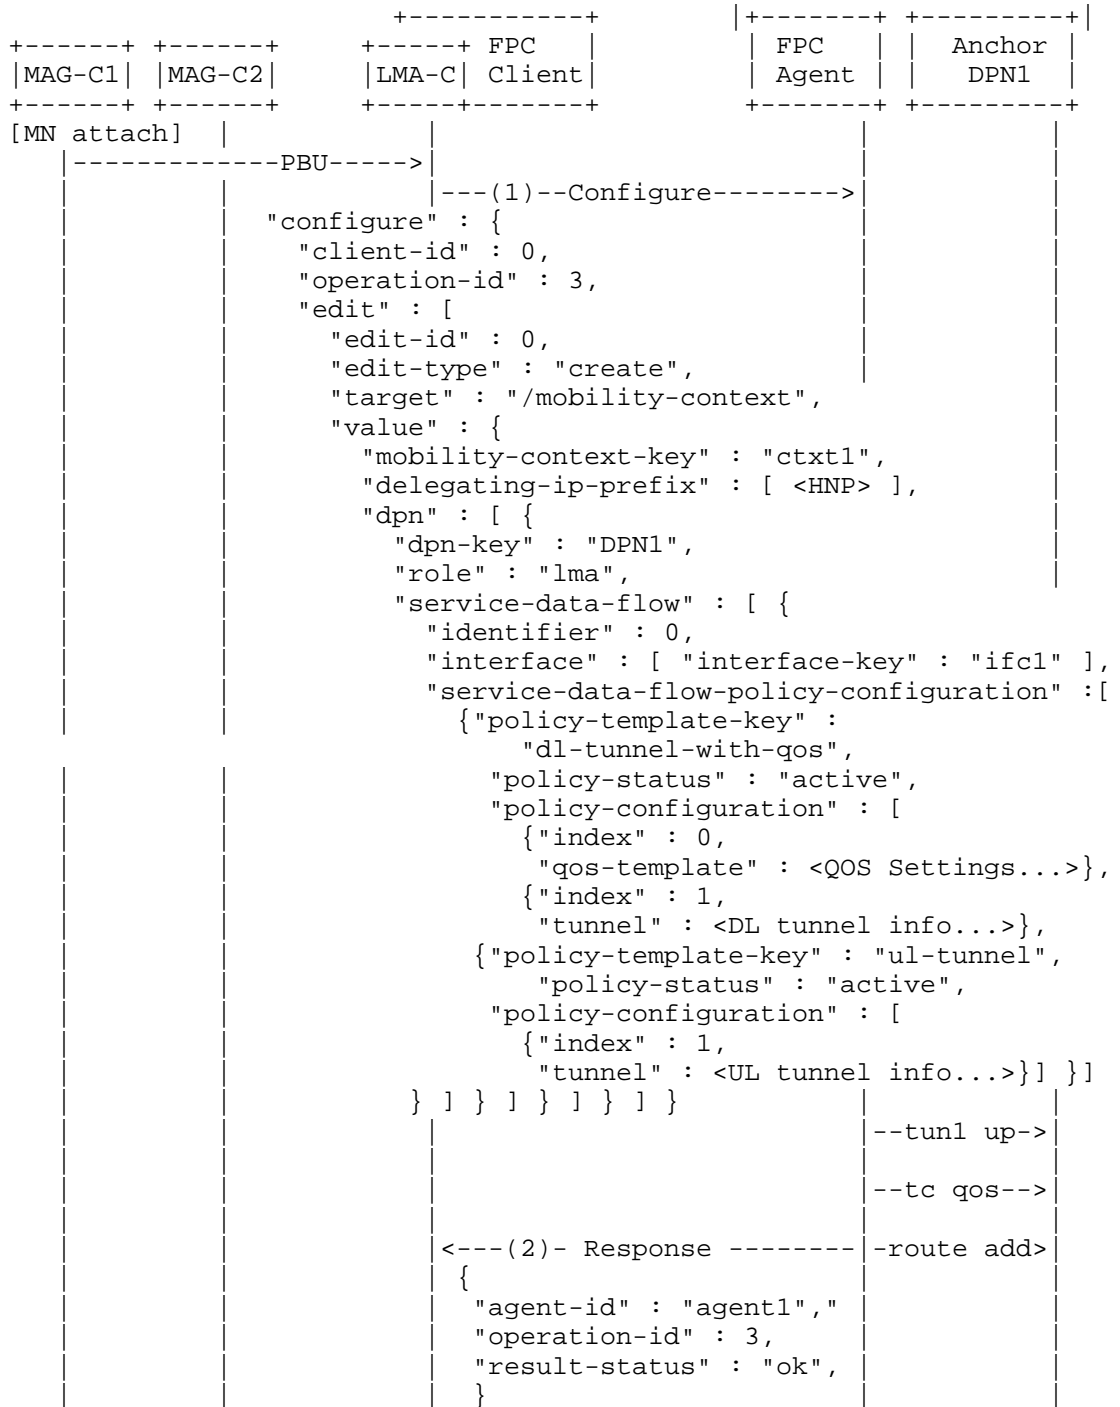 +-----------+         |+-------+ +---------+|
+------+ +------+     +-----+ FPC     |          | FPC   | |  Anchor |
|MAG-C1| |MAG-C2|     |LMA-C| Client|          | Agent | |   DPN1  |
+------+ +------+     +-----+-------+         +-------+ +---------+
[MN attach]  |            |                          |           |
   |-------------PBU----->|                          |           |
   |         |            |---(1)--Configure-------->|           |
   |         |  "configure" : {                      |           |
   |         |    "client-id" : 0,                   |           |
   |         |    "operation-id" : 3,                |           |
   |         |    "edit" : [                         |           |
   |         |      "edit-id" : 0,                   |           |
   |         |      "edit-type" : "create",          |           |
   |         |      "target" : "/mobility-context",              |
   |         |      "value" : {                                  |
   |         |        "mobility-context-key" : "ctxt1",          |
   |         |        "delegating-ip-prefix" : [ <HNP> ],        |
   |         |        "dpn" : [ {                                |
   |         |          "dpn-key" : "DPN1",                      |
   |         |          "role" : "lma",                          |
   |         |          "service-data-flow" : [ {
   |         |            "identifier" : 0,
   |         |            "interface" : [ "interface-key" : "ifc1" ],
   |         |            "service-data-flow-policy-configuration" :[
   |         |              {"policy-template-key" :
                                "dl-tunnel-with-qos",
   |         |                "policy-status" : "active",
   |         |                "policy-configuration" : [
   |         |                  {"index" : 0,
   |         |                   "qos-template" : <QOS Settings...>},
   |         |                  {"index" : 1,
   |         |                   "tunnel" : <DL tunnel info...>},
   |         |               {"policy-template-key" : "ul-tunnel",
   |         |                   "policy-status" : "active",
   |         |                "policy-configuration" : [
   |         |                  {"index" : 1,
   |         |                   "tunnel" : <UL tunnel info...>}] }]
   |         |           } ] } ] } ] } ] }           |           |
   |         |            |                          |--tun1 up->|
   |         |            |                          |           |
   |         |            |                          |--tc qos-->|
   |         |            |                          |           |
   |         |            |<---(2)- Response --------|-route add>|
   |         |            | {                        |           |
   |         |            |  "agent-id" : "agent1"," |           |
   |         |            |  "operation-id" : 3,     |           |
   |         |            |  "result-status" : "ok", |           |
   |         |            |  }                       |           |